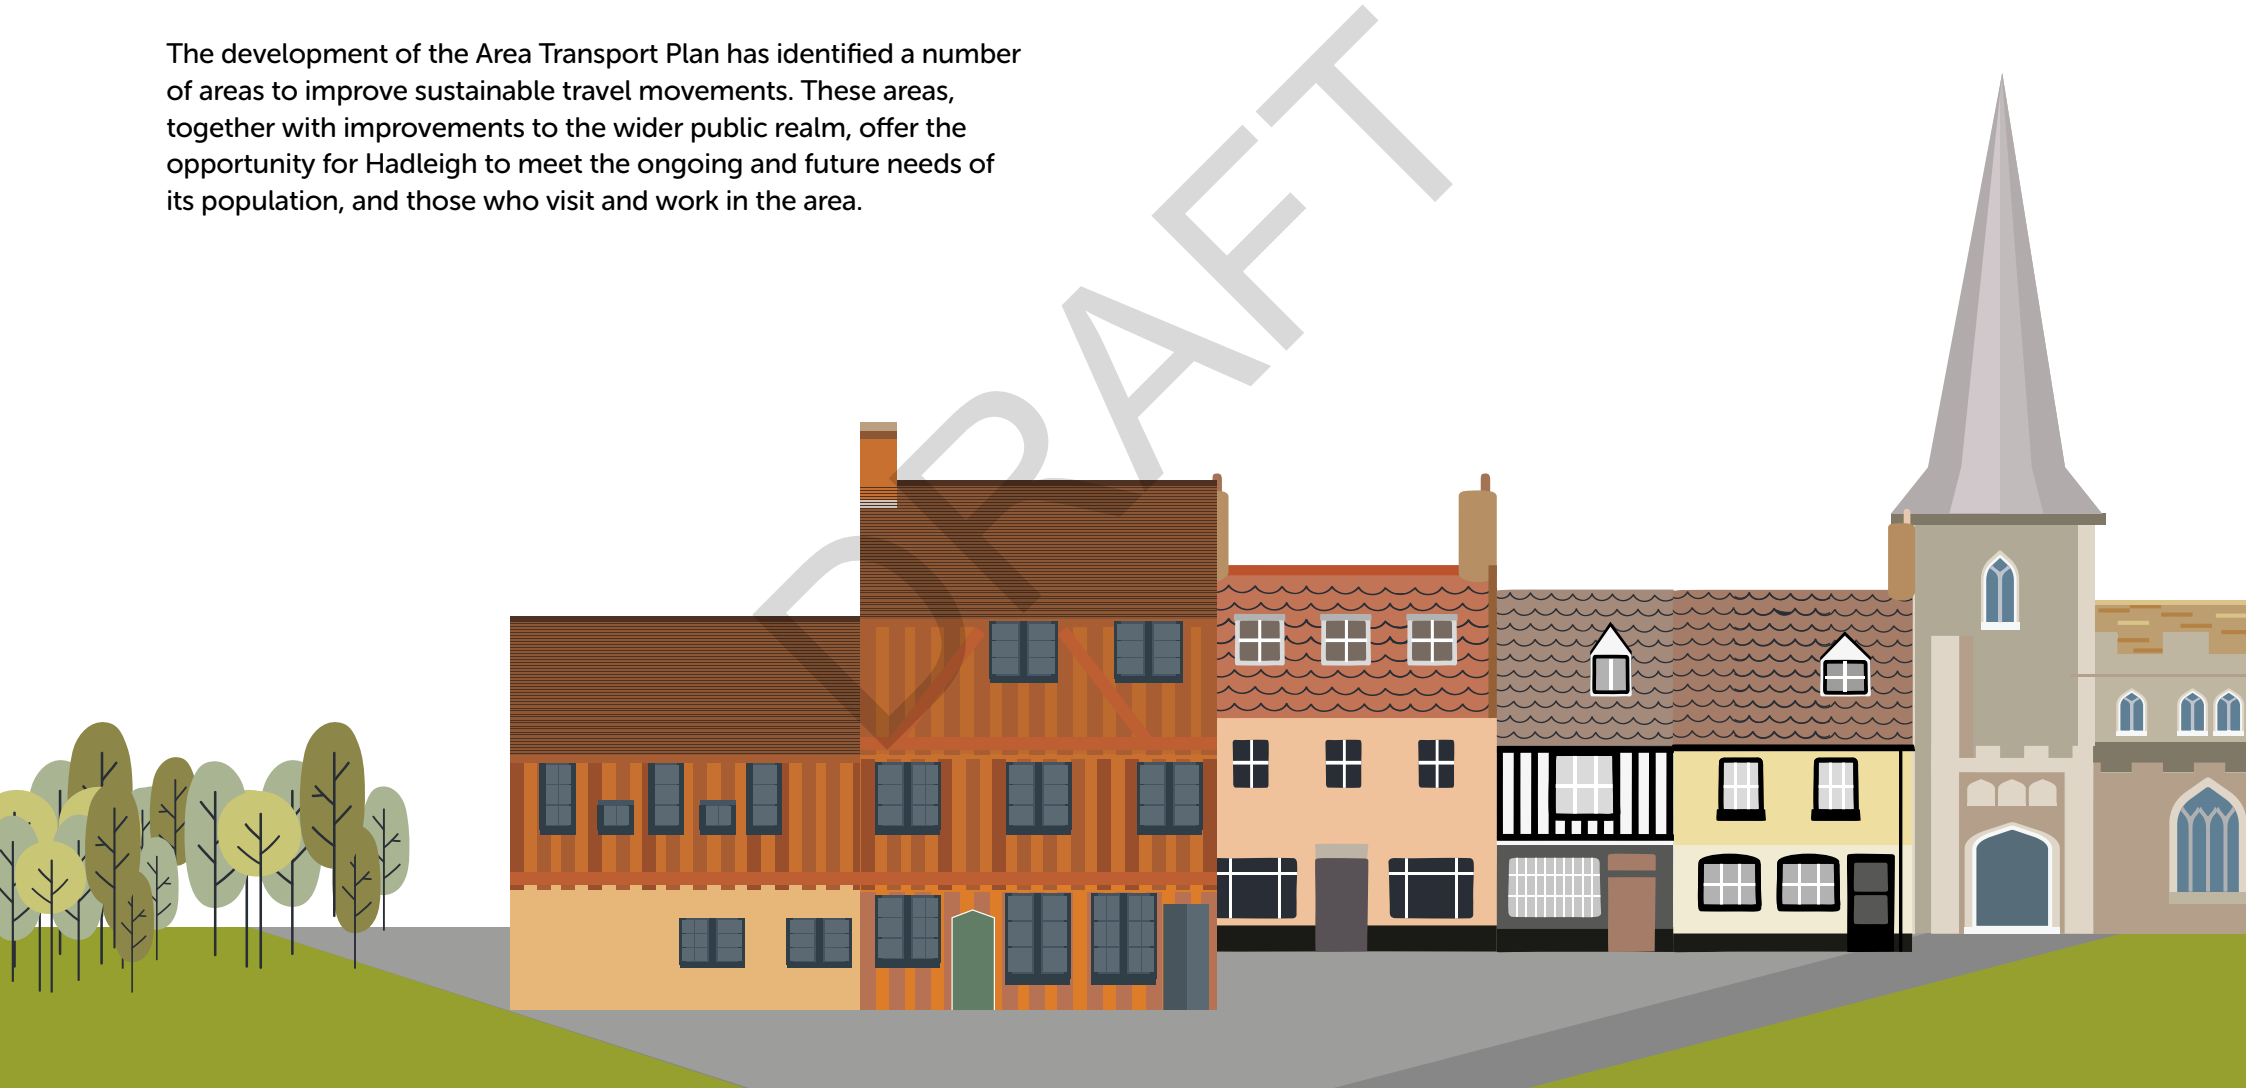 The development of the Area Transport Plan has identified a number
of areas to improve sustainable travel movements. These areas,
together with improvements to the wider public realm, offer the
opportunity for Hadleigh to meet the ongoing and future needs of
its population, and those who visit and work in the area.
DRAFT